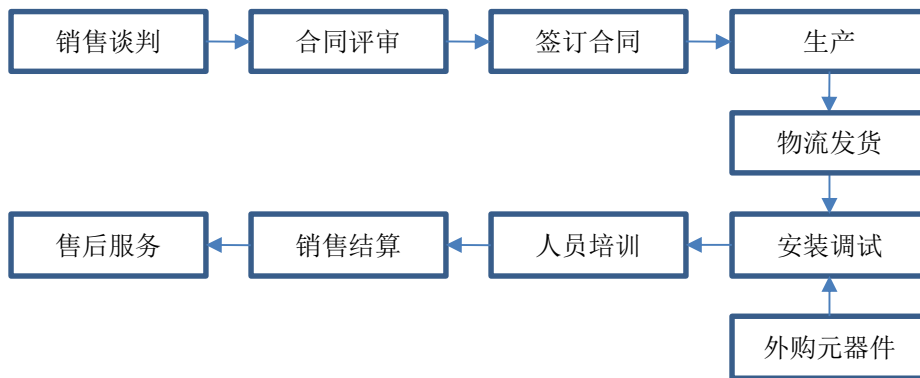 销售谈判
合同评审
签订合同
生产
物流发货
售后服务
销售结算
人员培训
安装调试
外购元器件